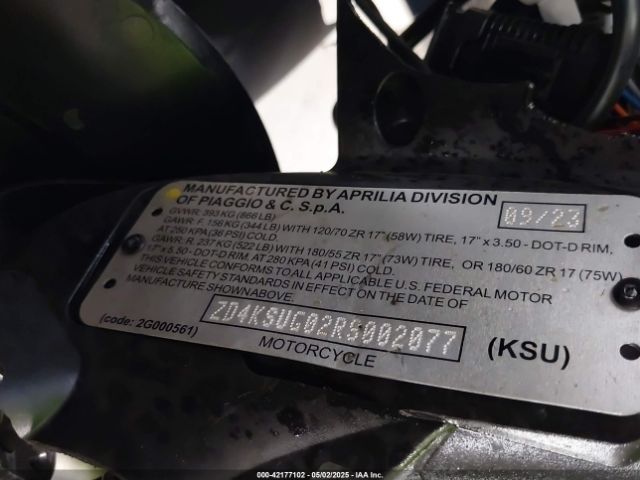 MANUFACTURED BY APRILIA DIVISION
OF PIAGGIO & C. S.p.A.
09/23
GVWR: 393 KG (866 LB)
GAWR: F. 156 KG (344 LB) WITH 120/70 ZR 17" (58W) TIRE, 17" x 3.50 - DOT-D RIM,
AT 250 KPA (36 PSI) COLD.
GAWR: R. 237 KG (522 LB) WITH 180/55 ZR 17" (73W) TIRE, OR 180/60 ZR 17 (75W)
17" x 5.50 - DOT-D RIM, AT 280 KPA (41 PSI) COLD.
THIS VEHICLE CONFORMS TO ALL APPLICABLE U.S. FEDERAL MOTOR
VEHICLE SAFETY STANDARDS IN EFFECT ON THE DATE OF
MANUFACTURE SHOWN ABOVE.
ZD4KSUG02RS002077
(code: 2G000561)
MOTORCYCLE
(KSU)
000-42177102 - 05/02/2025 - IAA Inc.